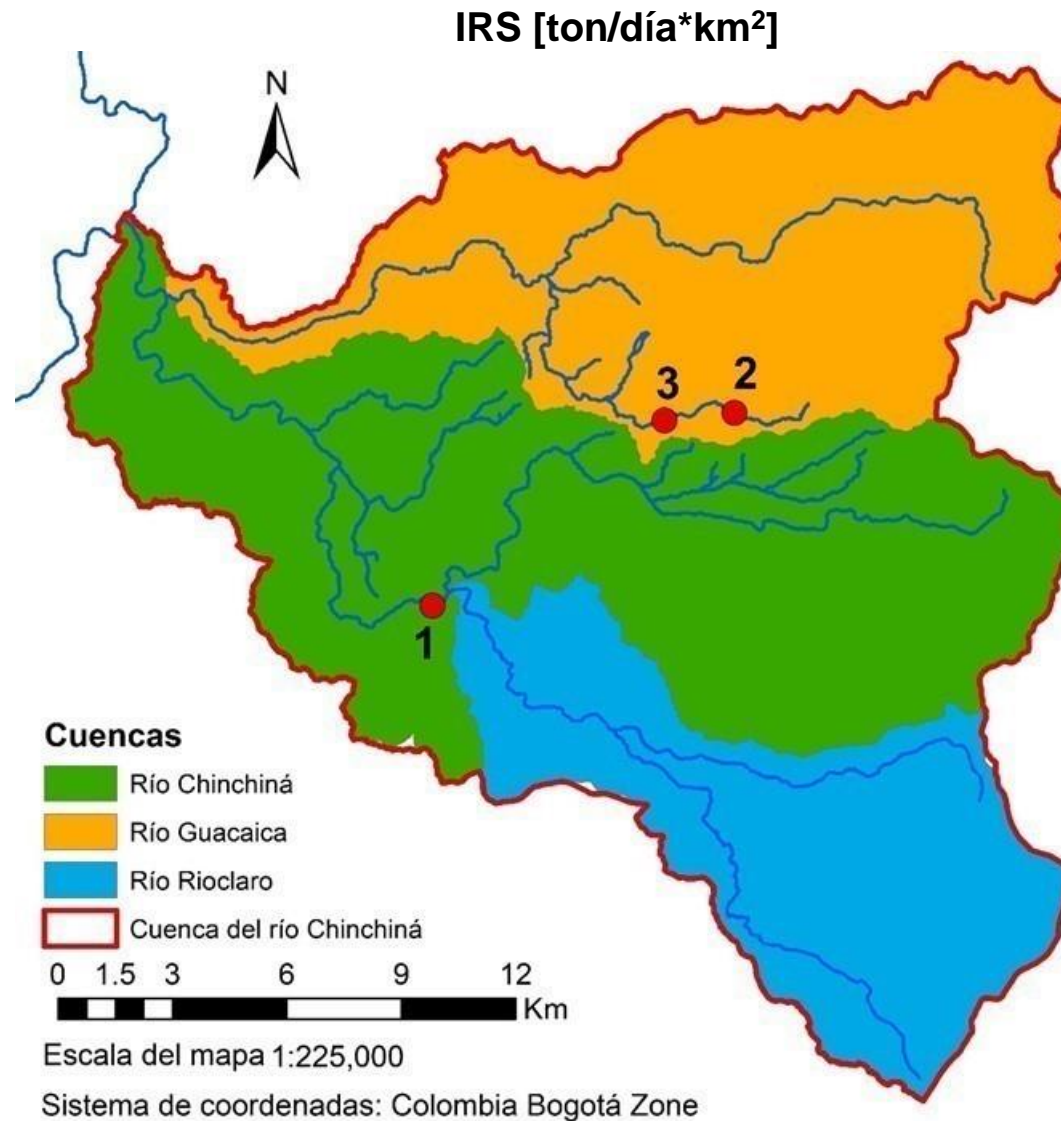 IRS [ton/día*km²]
N
3
2
1
Cuencas
Río Chinchiná
Río Guacaica
Río Rioclaro
Cuenca del río Chinchiná
0 1.5 3 6 9 12
Km
Escala del mapa 1:225,000
Sistema de coordenadas: Colombia Bogotá Zone